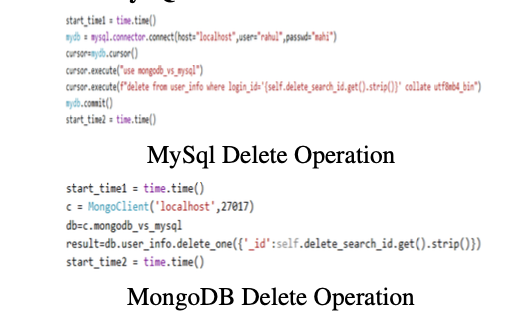 start_time1 = time.time()
mydb = mysql.connector.connect(host="localhost",user="rahul",passwd="mahi")
cursor=mydb.cursor()
cursor.execute("use mongodb_vs_mysql")
cursor.execute(f"delete from user_info where login_id='{self.delete_search_id.get().strip()}' collate utf8mb4_bin")
mydb.commit()
start_time2 = time.time()
MySql Delete Operation
start_time1 = time.time()
c = MongoClient('localhost',27017)
db=c.mongodb_vs_mysql
result=db.user_info.delete_one({'_id':self.delete_search_id.get().strip()})
start_time2 = time.time()
MongoDB Delete Operation